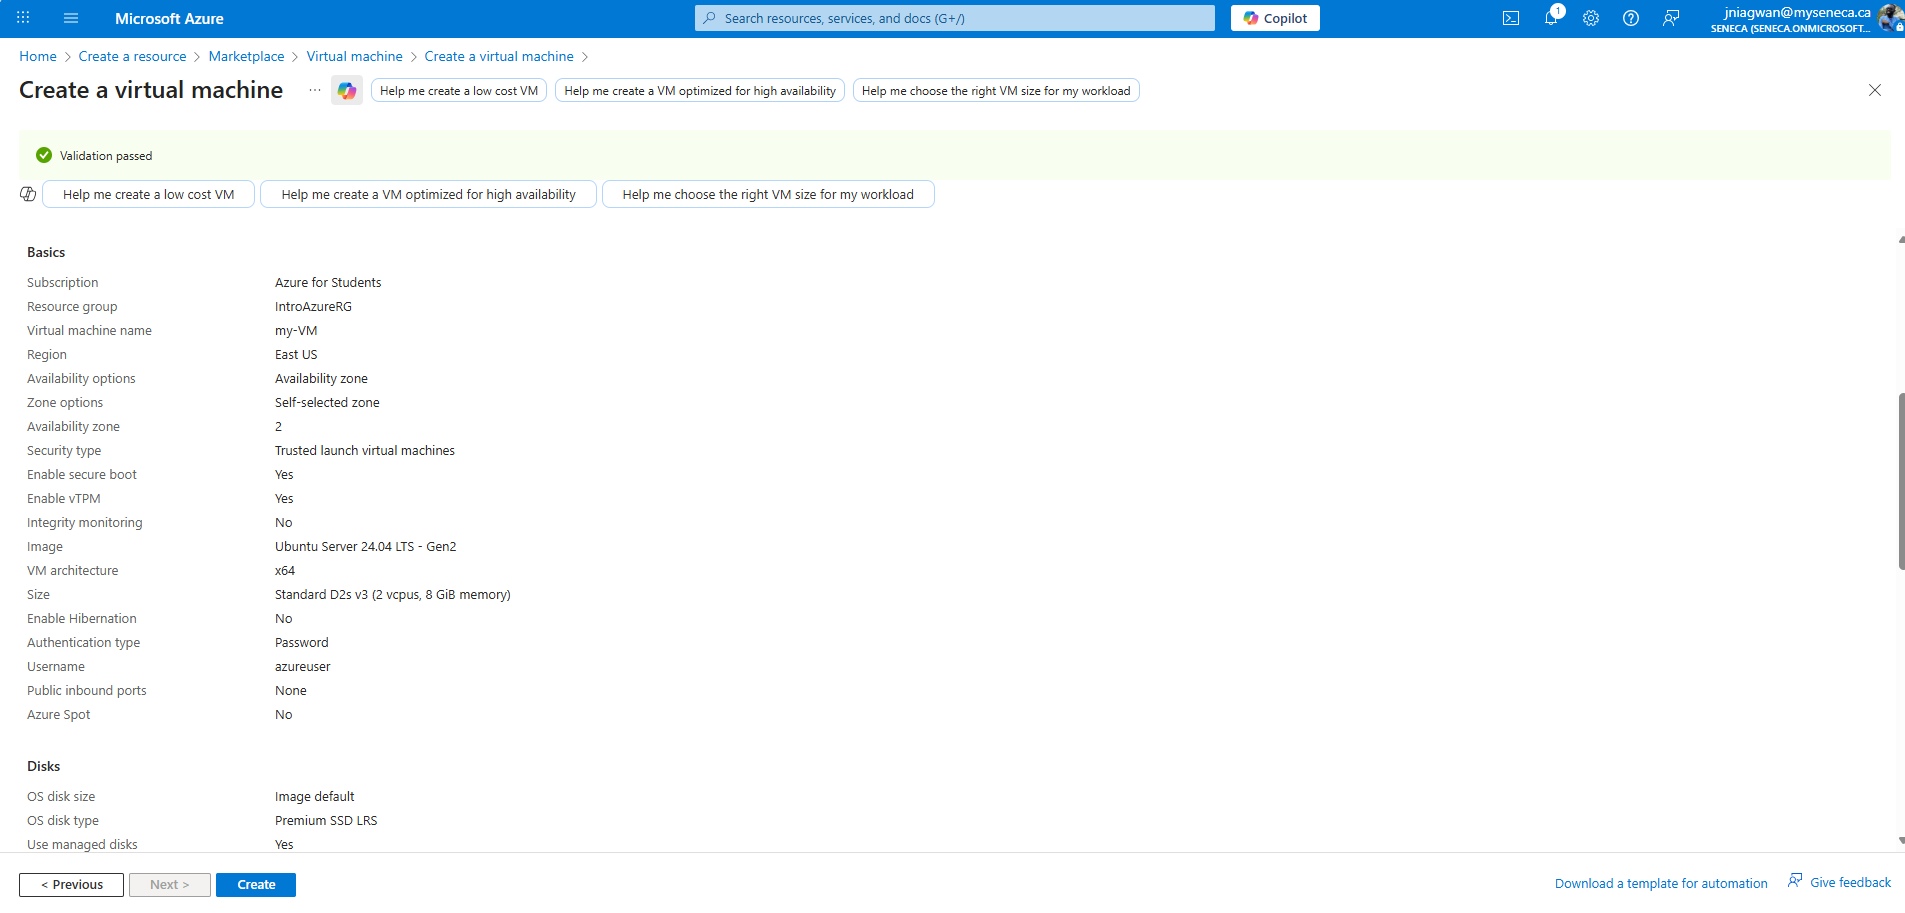 Microsoft Azure
Search resources, services, and docs (G+/)
Copilot
1
jniagwan@myseneca.ca
SENECA (SENECA.ONMICROSOFT...
Home > Create a resource > Marketplace > Virtual machine > Create a virtual machine >
Create a virtual machine ... Help me create a low cost VM Help me create a VM optimized for high availability Help me choose the right VM size for my workload
Validation passed
Help me create a low cost VM Help me create a VM optimized for high availability Help me choose the right VM size for my workload
Basics
Subscription Azure for Students
Resource group IntroAzureRG
Virtual machine name my-VM
Region East US
Availability options Availability zone
Zone options Self-selected zone
Availability zone 2
Security type Trusted launch virtual machines
Enable secure boot Yes
Enable vTPM Yes
Integrity monitoring No
Image Ubuntu Server 24.04 LTS - Gen2
VM architecture x64
Size Standard D2s v3 (2 vcpus, 8 GiB memory)
Enable Hibernation No
Authentication type Password
Username azureuser
Public inbound ports None
Azure Spot No
Disks
OS disk size Image default
OS disk type Premium SSD LRS
Use managed disks Yes
< Previous Next > Create Download a template for automation Give feedback